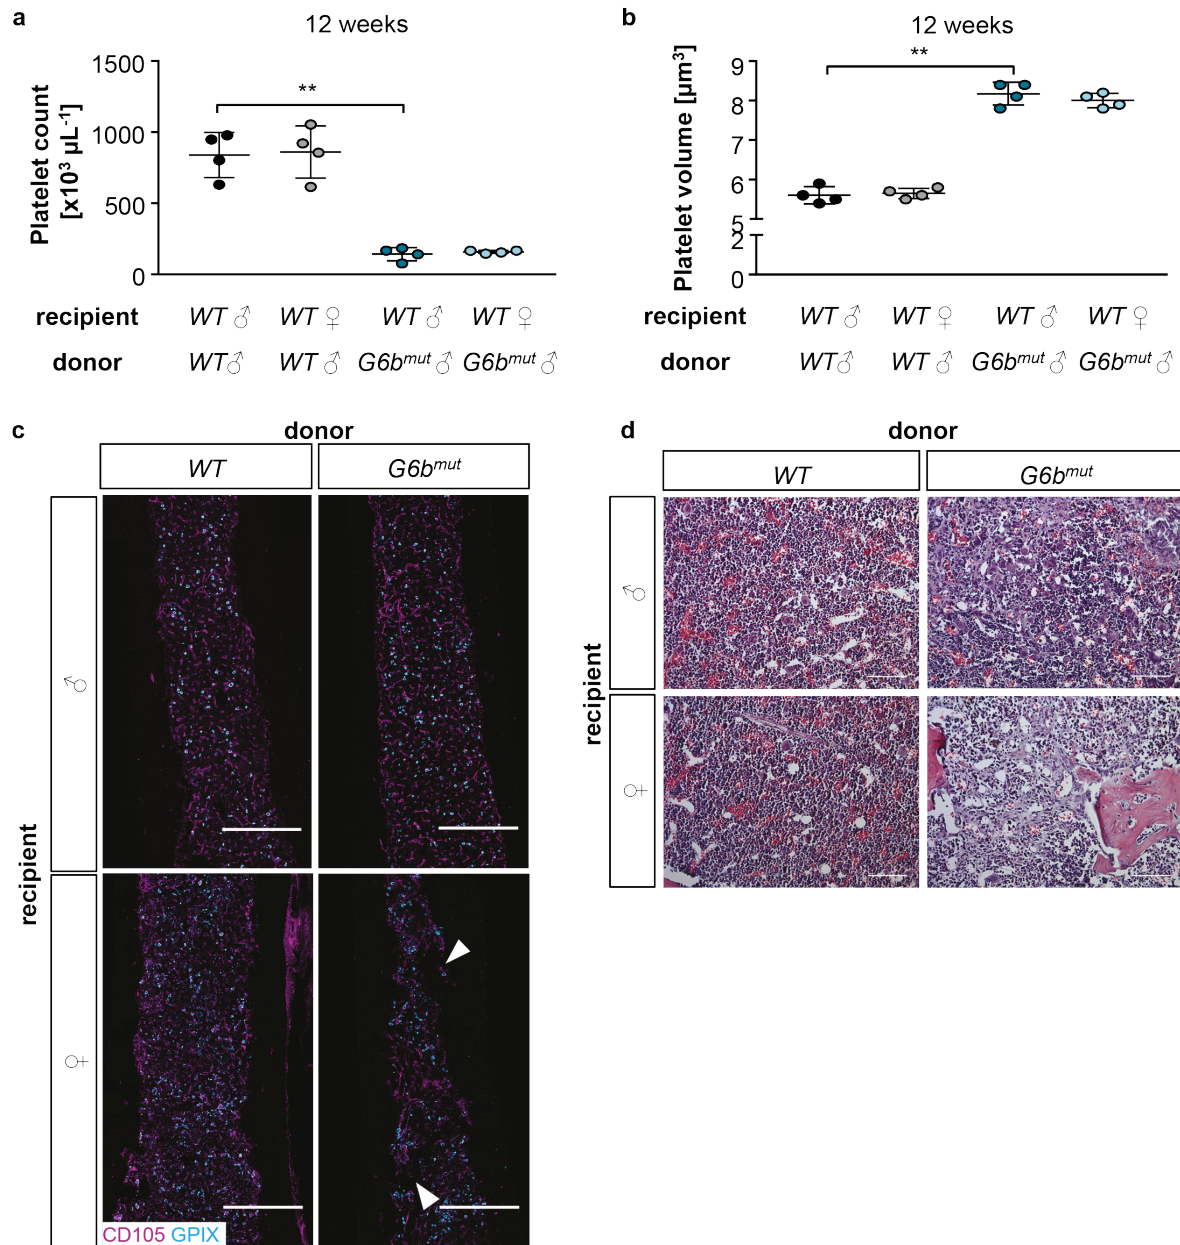 a
12 weeks
Platelet count
[x10³ µL⁻¹]
1500
1000
500
0
**
recipient WT ♂ WT ♀ WT ♂ WT ♀
donor WT♂ WT ♂ G6bmut ♂ G6bmut ♂
b
12 weeks
Platelet volume [µm³]
9
8
7
6
5
2
0
**
recipient WT ♂ WT ♀ WT ♂ WT ♀
donor WT♂ WT ♂ G6bmut ♂ G6bmut ♂
c
donor
WT G6bmut
recipient
♂
♀
CD105 GPIX
d
donor
WT G6bmut
recipient
♂
♀